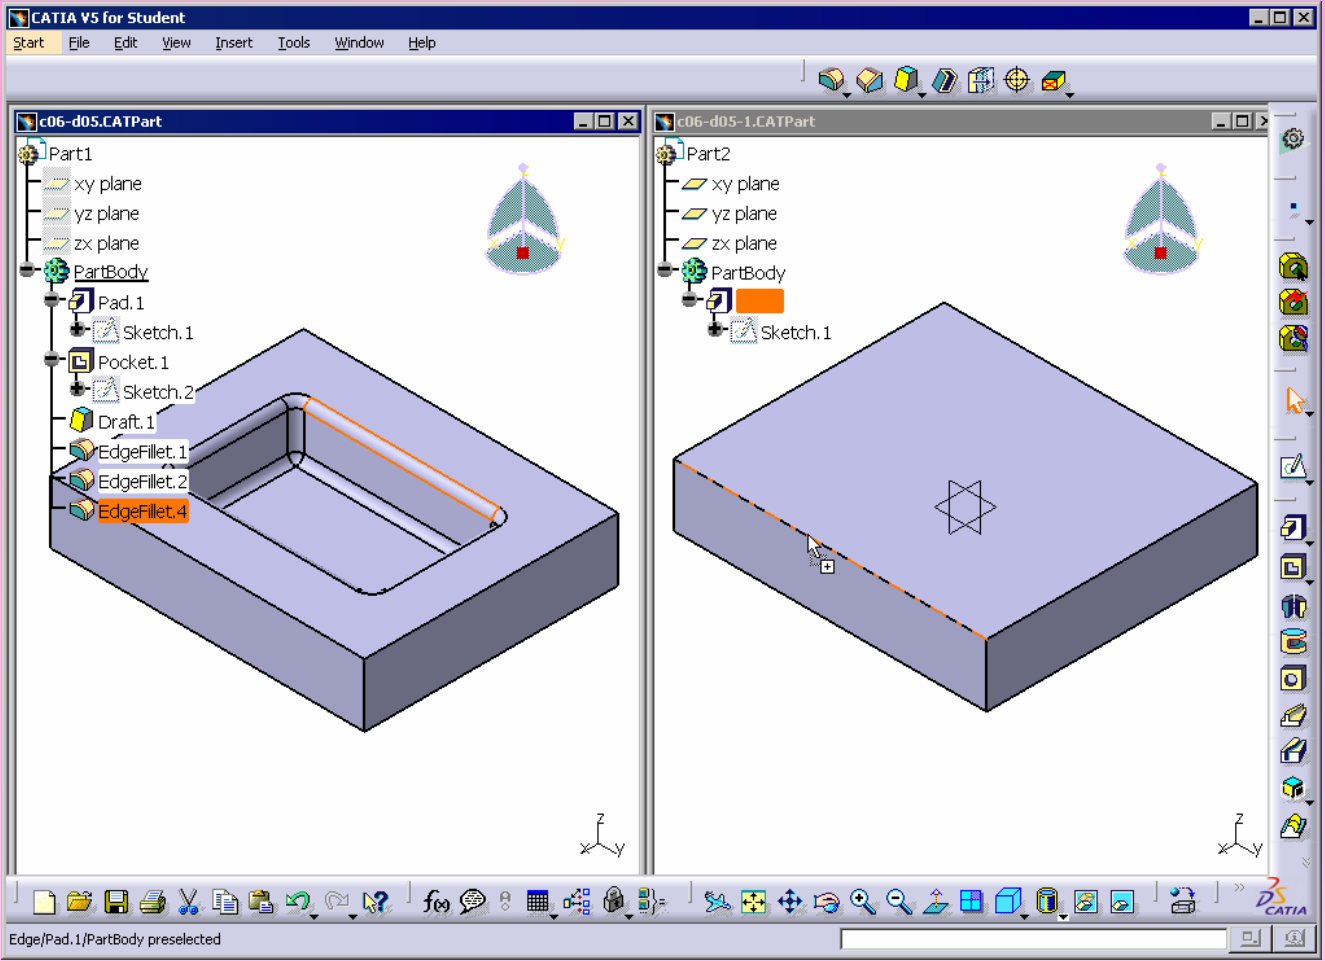 CATIA V5 for Student
Start File Edit View Insert Tools Window Help
c06-d05.CATPart
Part1
xy plane
yz plane
zx plane
PartBody
Pad.1
Sketch.1
Pocket.1
Sketch.2
Draft.1
EdgeFillet.1
EdgeFillet.2
EdgeFillet.4
z
x
y
c06-d05-1.CATPart
Part2
xy plane
yz plane
zx plane
PartBody
Sketch.1
z
x
y
f(x)
DS CATIA
Edge/Pad.1/PartBody preselected